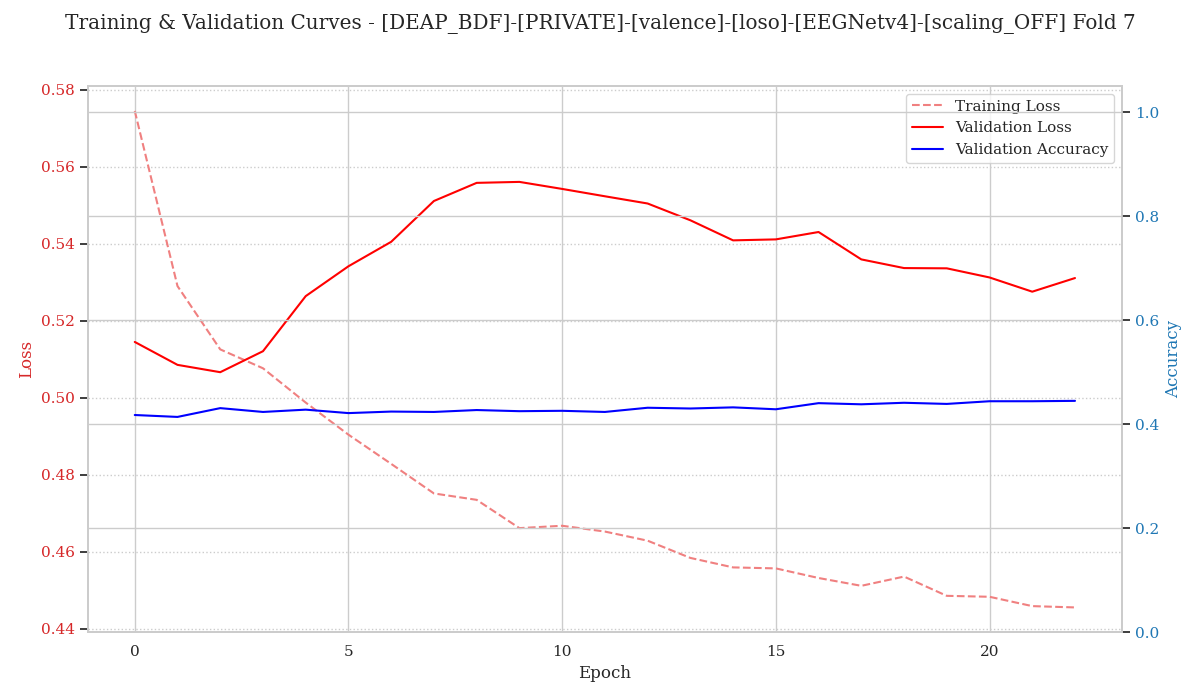 Training & Validation Curves - [DEAP_BDF]-[PRIVATE]-[valence]-[loso]-[EEGNetv4]-[scaling_OFF] Fold 7
Training Loss
Validation Loss
Validation Accuracy
0.58
0.56
0.54
0.52
0.50
0.48
0.46
0.44
Loss
1.0
0.8
0.6
0.4
0.2
0.0
Accuracy
0
5
10
15
20
Epoch